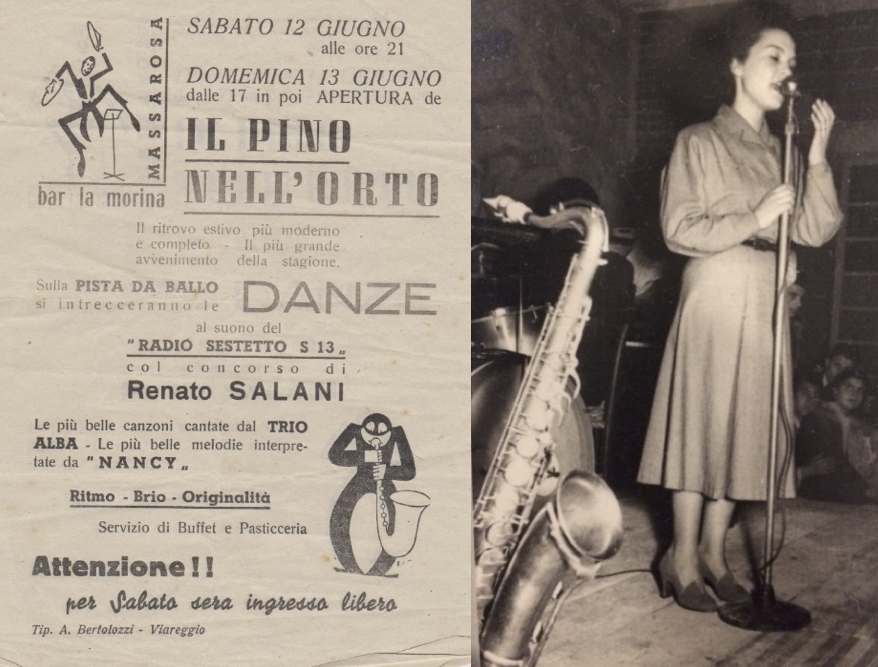 MASSAROSA
bar la morina
SABATO 12 GIUGNO
alle ore 21
DOMEMICA 13 GIUGNO
dalle 17 in poi APERTURA de
IL PINO
NELL'ORTO
Il ritrovo estivo più moderno
e completo - Il più grande
avvenimento della stagione.
Sulla PISTA DA BALLO
si intrecceranno le DANZE
al suono del
"RADIO SESTETTO S 13„
col concorso di
Renato SALANI
Le più belle canzoni cantate dal TRIO
ALBA - Le più belle melodie interpre-
tate da "NANCY„
Ritmo - Brio - Originalità
Servizio di Buffet e Pasticceria
Attenzione!!
per Sabato sera ingresso libero
Tip. A. Bertolozzi - Viareggio